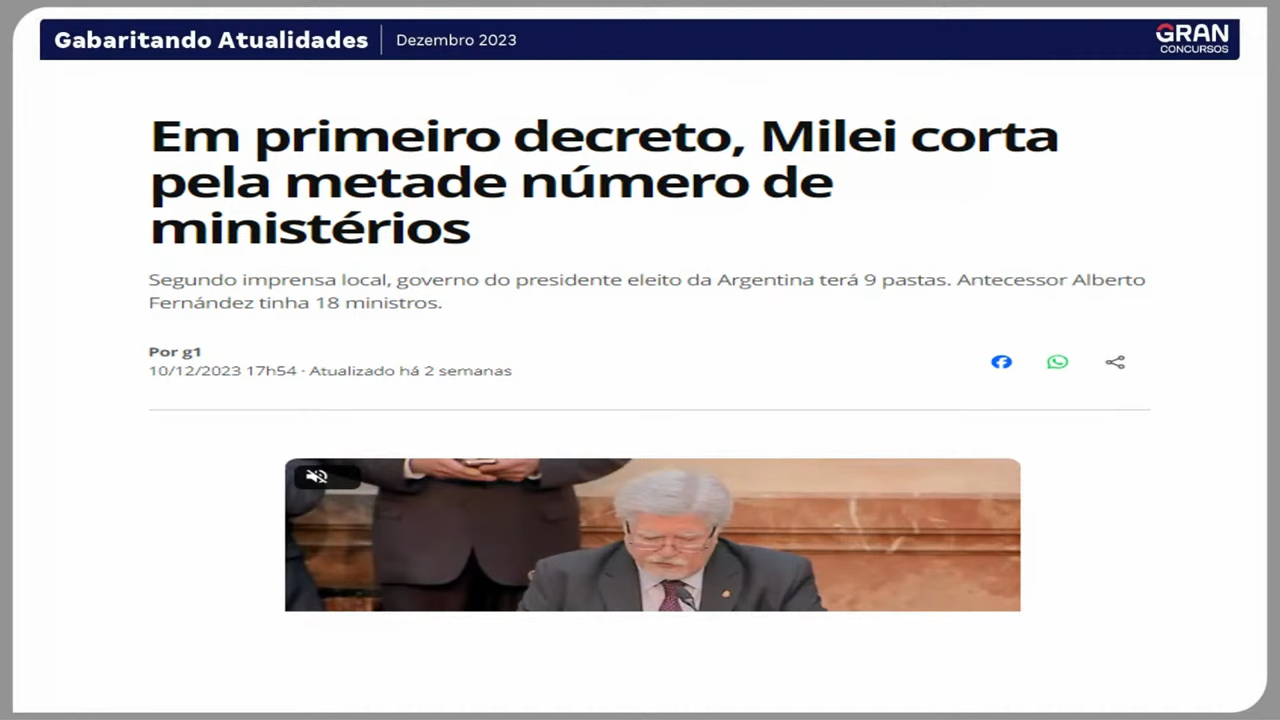 Gabaritando Atualidades Dezembro 2023
GRAN
CONCURSOS
Em primeiro decreto, Milei corta
pela metade número de
ministérios
Segundo imprensa local, governo do presidente eleito da Argentina terá 9 pastas. Antecessor Alberto
Fernández tinha 18 ministros.
Por g1
10/12/2023 17h54 · Atualizado há 2 semanas